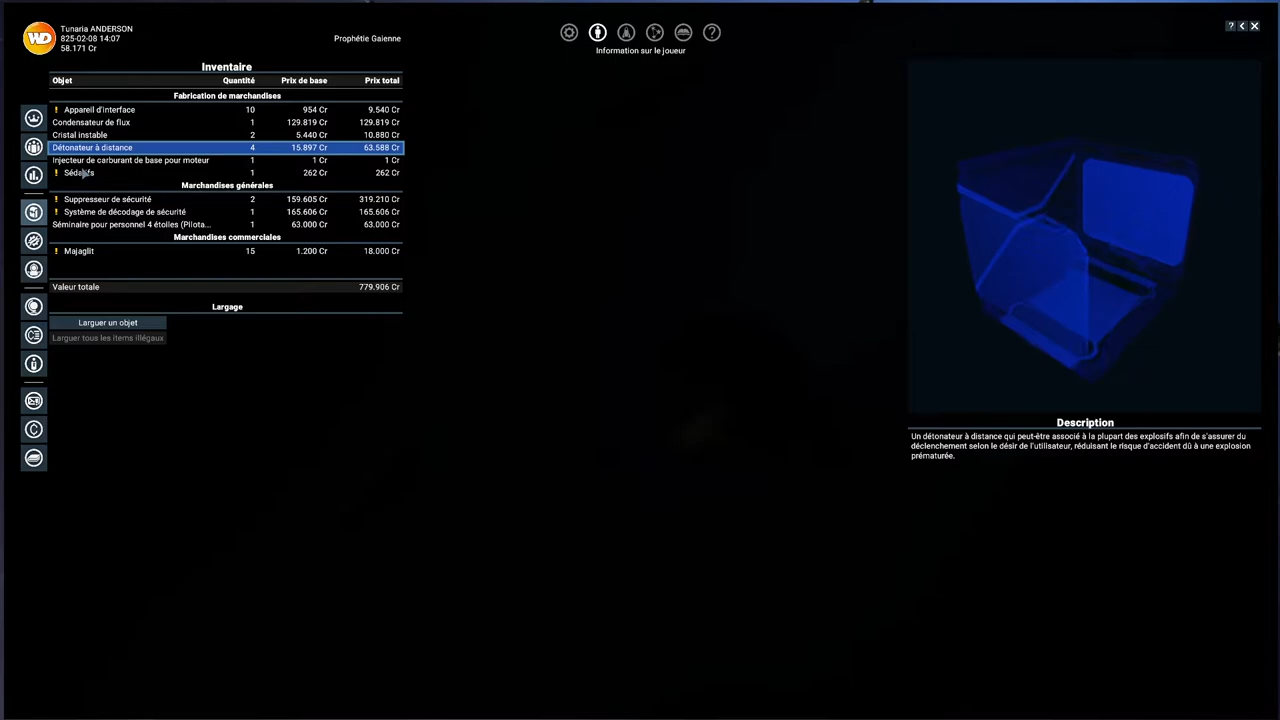 Tunaria ANDERSON
825-02-08 14:07
58.171 Cr
Prophétie Gaienne
Information sur le joueur
Inventaire
Objet Quantité Prix de base Prix total
Fabrication de marchandises
! Appareil d'interface 10 954 Cr 9.540 Cr
Condensateur de flux 1 129.819 Cr 129.819 Cr
Cristal instable 2 5.440 Cr 10.880 Cr
Détonateur à distance 4 15.897 Cr 63.588 Cr
Injecteur de carburant de base pour moteur 1 1 Cr 1 Cr
! Sédatifs 1 262 Cr 262 Cr
Marchandises générales
! Suppresseur de sécurité 2 159.605 Cr 319.210 Cr
! Système de décodage de sécurité 1 165.606 Cr 165.606 Cr
Séminaire pour personnel 4 étoiles (Pilota... 1 63.000 Cr 63.000 Cr
Marchandises commerciales
! Majaglit 15 1.200 Cr 18.000 Cr
Valeur totale 779.906 Cr
Largage
Larguer un objet
Larguer tous les items illégaux
Description
Un détonateur à distance qui peut-être associé à la plupart des explosifs afin de s'assurer du
déclenchement selon le désir de l'utilisateur, réduisant le risque d'accident dû à une explosion
prématurée.